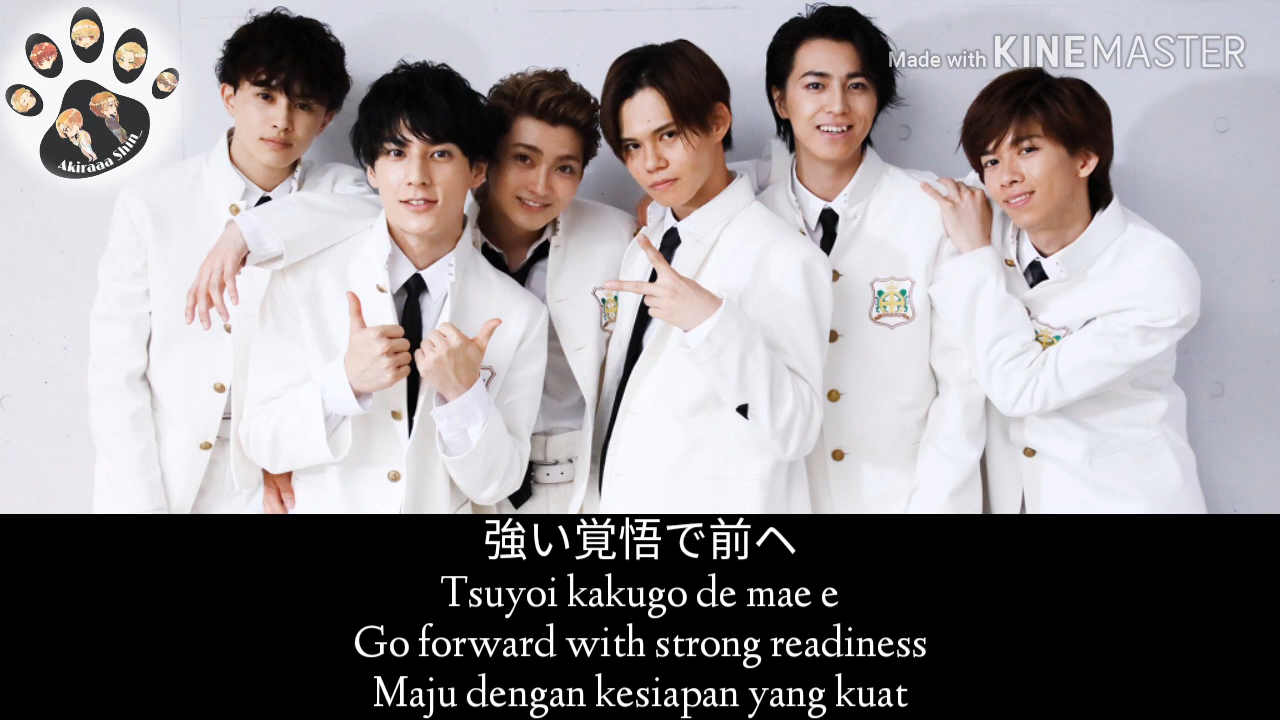 Akiraaa Shin..
Made with KINEMASTER
強い覚悟で前へ
Tsuyoi kakugo de mae e
Go forward with strong readiness
Maju dengan kesiapan yang kuat